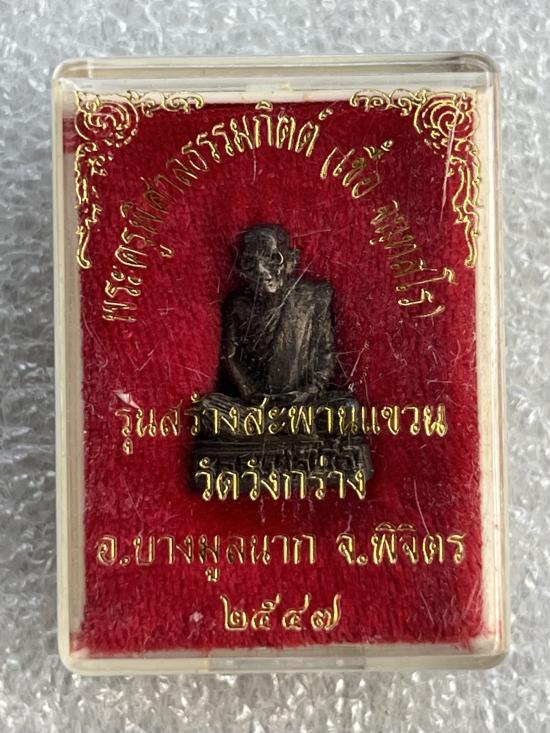 พระครูพิศาลธรรมกิตต์ (เชื้อ
รุ่นสร้างสะพานแขวน
วัดวังกร่าง
อ.บางมูลนาก จ.พิจิตร
๒๕๔๗